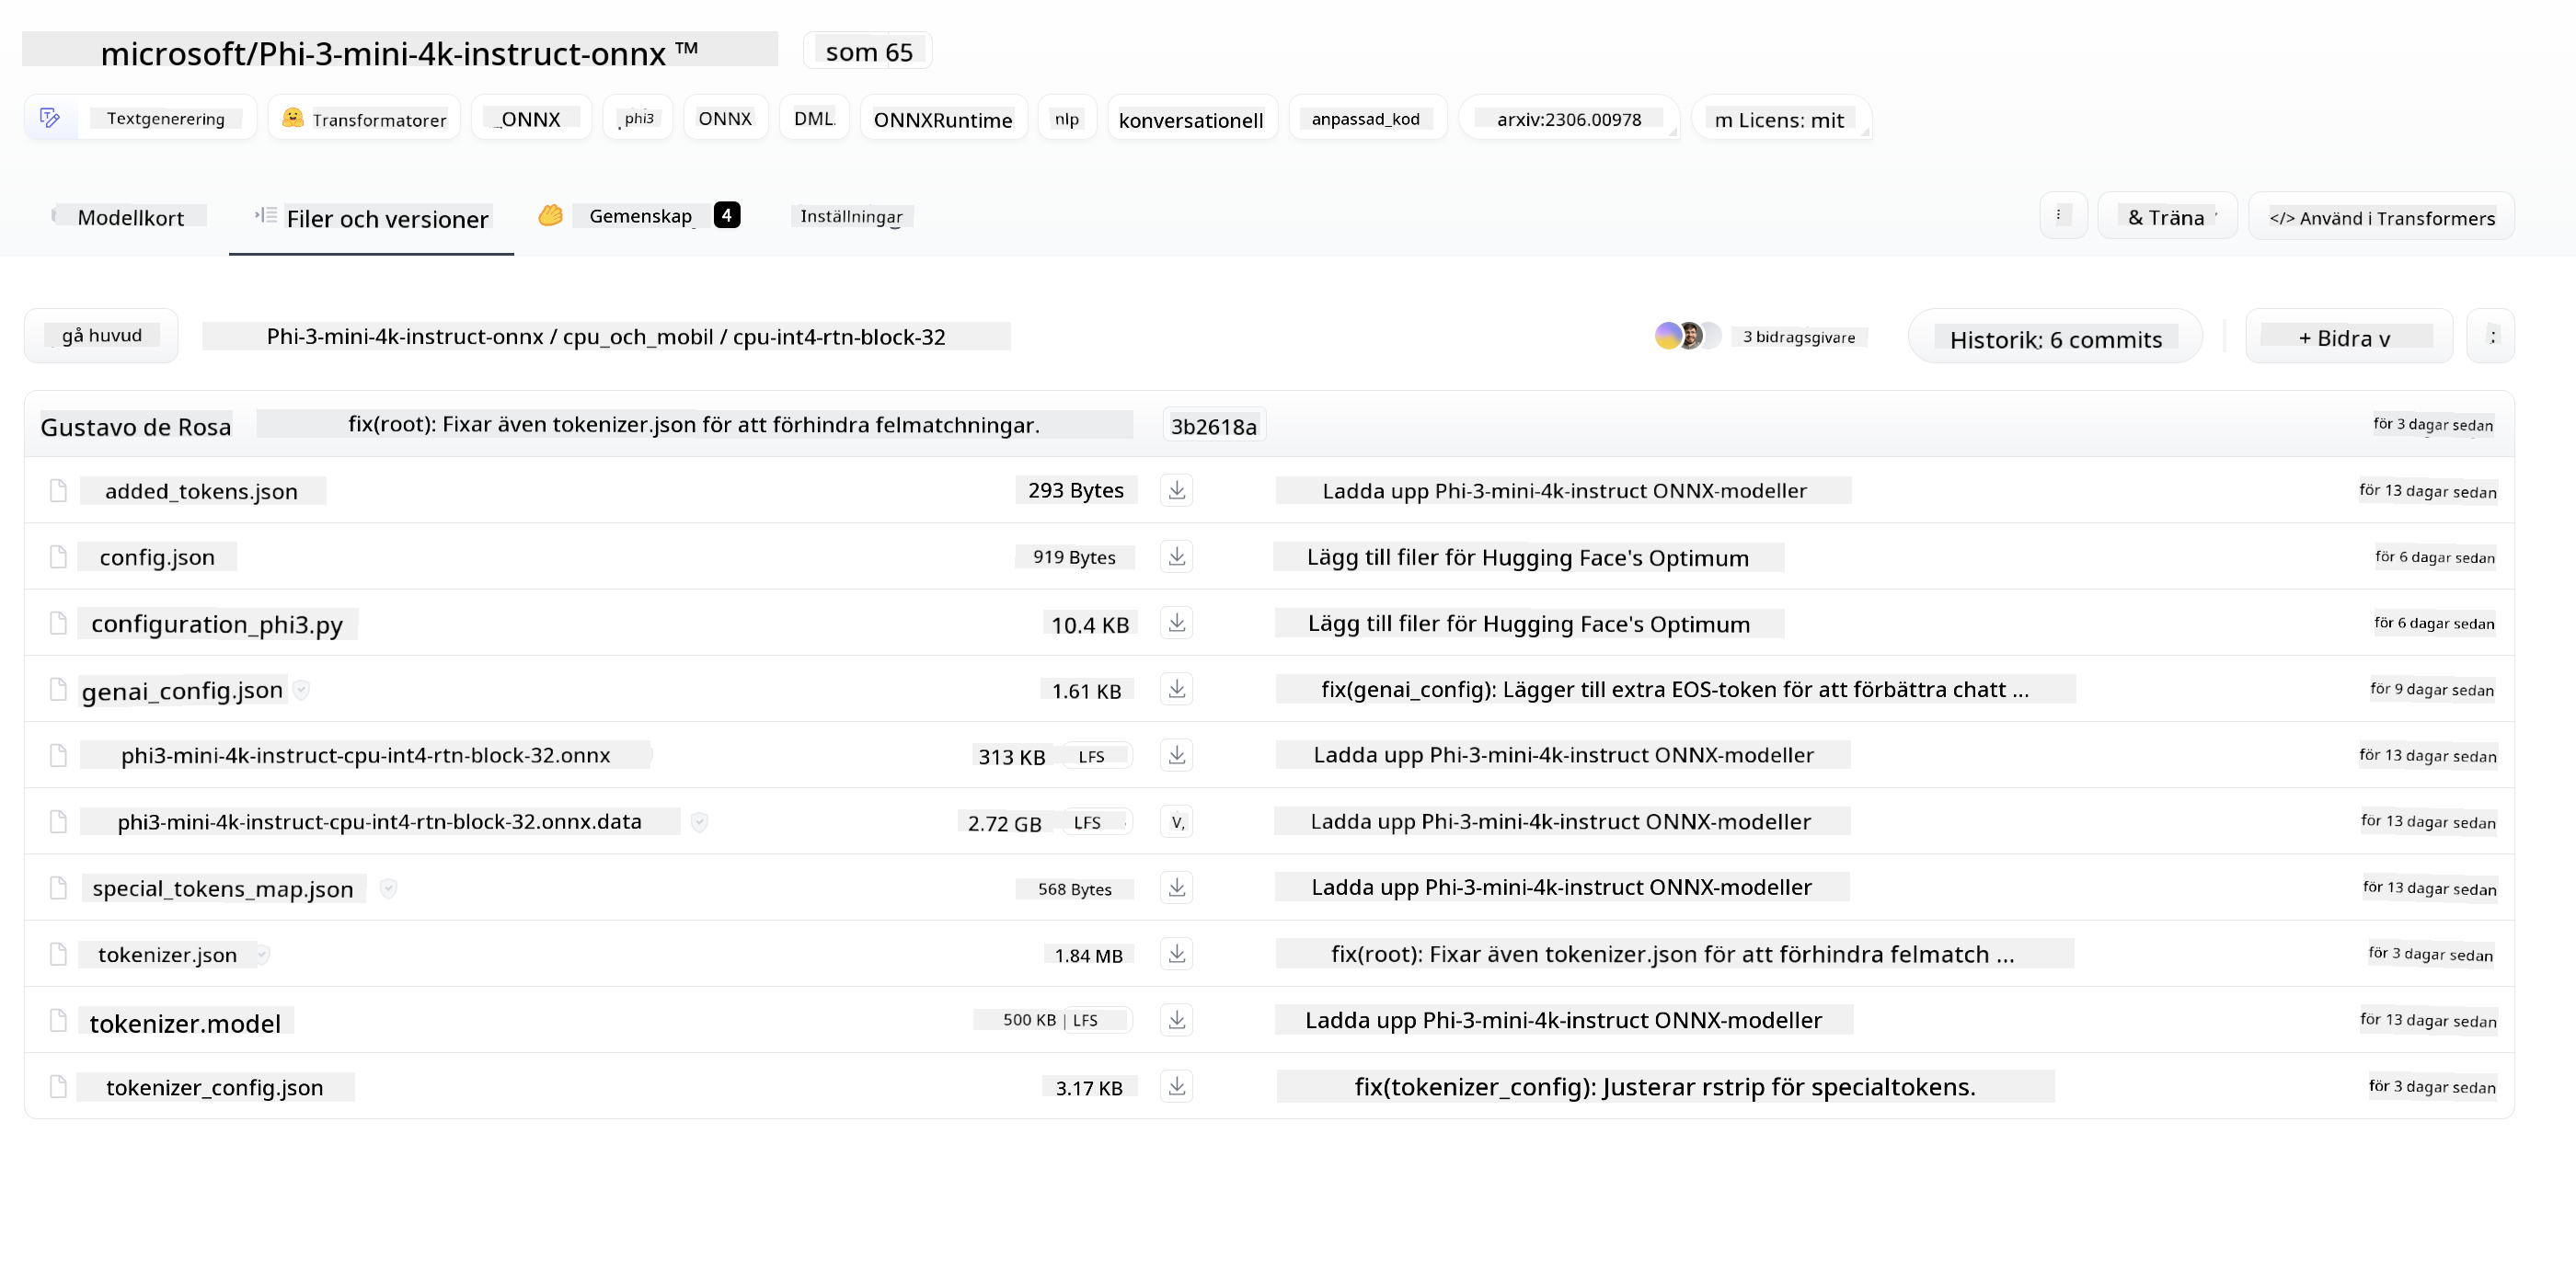 microsoft/Phi-3-mini-4k-instruct-onnx ™ som 65
Textgenerering Transformatorer _ONNX phi3 ONNX DML ONNXRuntime nlp konversationell anpassad_kod arxiv:2306.00978 m Licens: mit
Modellkort Filer och versioner Gemenskap 4 Inställningar & Träna </> Använd i Transformers
gå huvud Phi-3-mini-4k-instruct-onnx / cpu_och_mobil / cpu-int4-rtn-block-32 3 bidragsgivare Historik: 6 commits + Bidra v
Gustavo de Rosa fix(root): Fixar även tokenizer.json för att förhindra felmatchningar. 3b2618a för 3 dagar sedan
added_tokens.json 293 Bytes Ladda upp Phi-3-mini-4k-instruct ONNX-modeller för 13 dagar sedan
config.json 919 Bytes Lägg till filer för Hugging Face's Optimum för 6 dagar sedan
configuration_phi3.py 10.4 KB Lägg till filer för Hugging Face's Optimum för 6 dagar sedan
genai_config.json 1.61 KB fix(genai_config): Lägger till extra EOS-token för att förbättra chatt ... för 9 dagar sedan
phi3-mini-4k-instruct-cpu-int4-rtn-block-32.onnx 313 KB LFS Ladda upp Phi-3-mini-4k-instruct ONNX-modeller för 13 dagar sedan
phi3-mini-4k-instruct-cpu-int4-rtn-block-32.onnx.data 2.72 GB LFS V, Ladda upp Phi-3-mini-4k-instruct ONNX-modeller för 13 dagar sedan
special_tokens_map.json 568 Bytes Ladda upp Phi-3-mini-4k-instruct ONNX-modeller för 13 dagar sedan
tokenizer.json 1.84 MB fix(root): Fixar även tokenizer.json för att förhindra felmatch ... för 3 dagar sedan
tokenizer.model 500 KB | LFS Ladda upp Phi-3-mini-4k-instruct ONNX-modeller för 13 dagar sedan
tokenizer_config.json 3.17 KB fix(tokenizer_config): Justerar rstrip för specialtokens. för 3 dagar sedan